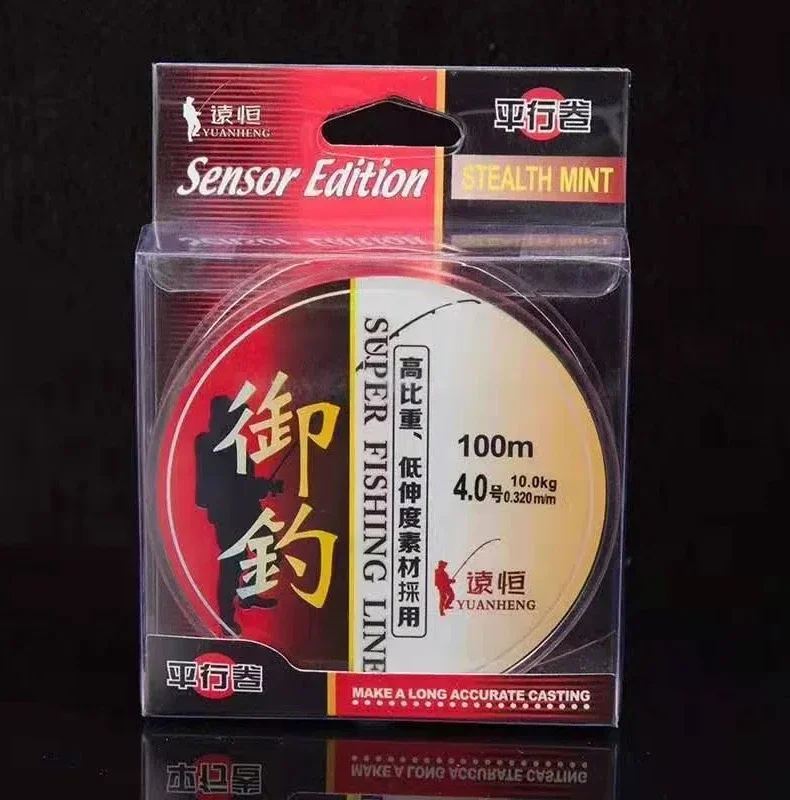 遠恒
YUANHENG
平行卷
Sensor Edition
STEALTH MINT
御釣
SUPER FISHING LINE
高比重、低伸度素材採用
100m
4.0号
10.0kg
0.320m/m
遠恒
YUANHENG
平行卷
MAKE A LONG ACCURATE CASTING